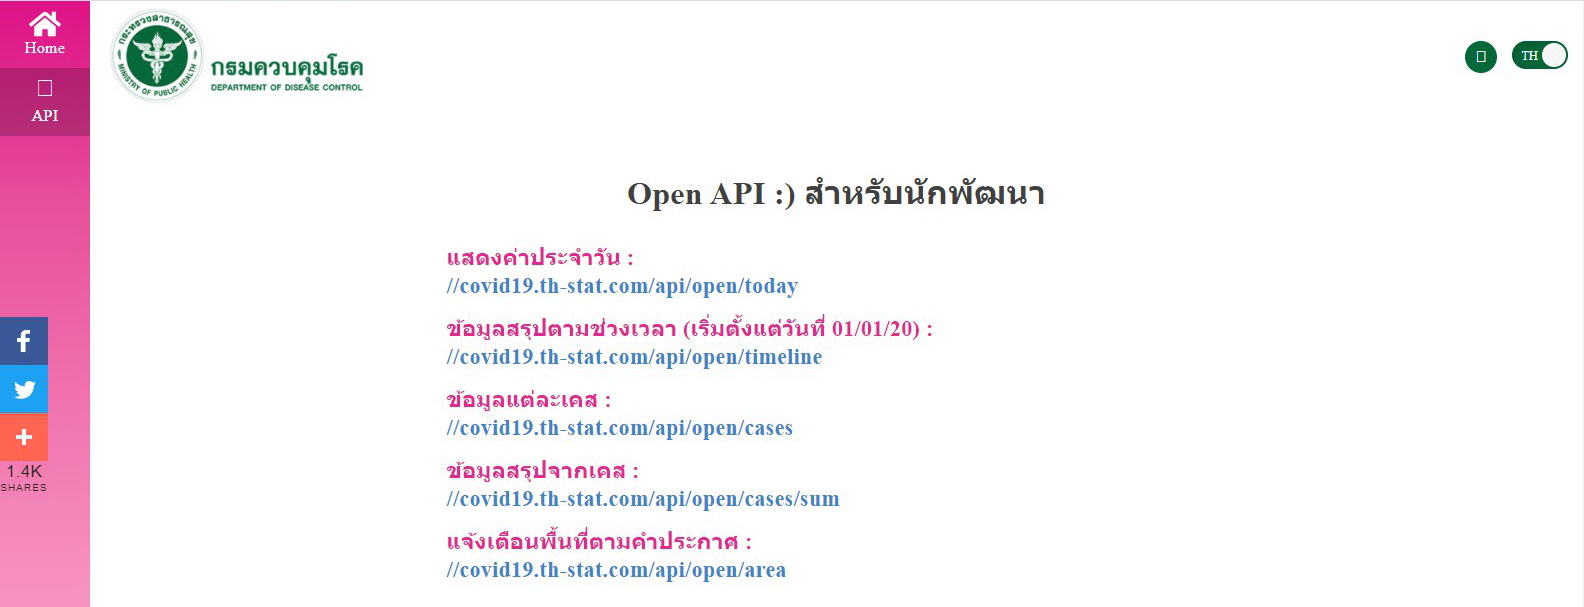 Home
API
กระทรวงสาธารณสุข
MINISTRY OF PUBLIC HEALTH
กรมควบคุมโรค
DEPARTMENT OF DISEASE CONTROL
TH
Open API :) สำหรับนักพัฒนา
แสดงค่าประจำวัน :
//covid19.th-stat.com/api/open/today
ข้อมูลสรุปตามช่วงเวลา (เริ่มตั้งแต่วันที่ 01/01/20) :
//covid19.th-stat.com/api/open/timeline
ข้อมูลแต่ละเคส :
//covid19.th-stat.com/api/open/cases
ข้อมูลสรุปจากเคส :
//covid19.th-stat.com/api/open/cases/sum
แจ้งเตือนพื้นที่ตามคำประกาศ :
//covid19.th-stat.com/api/open/area
1.4K
SHARES